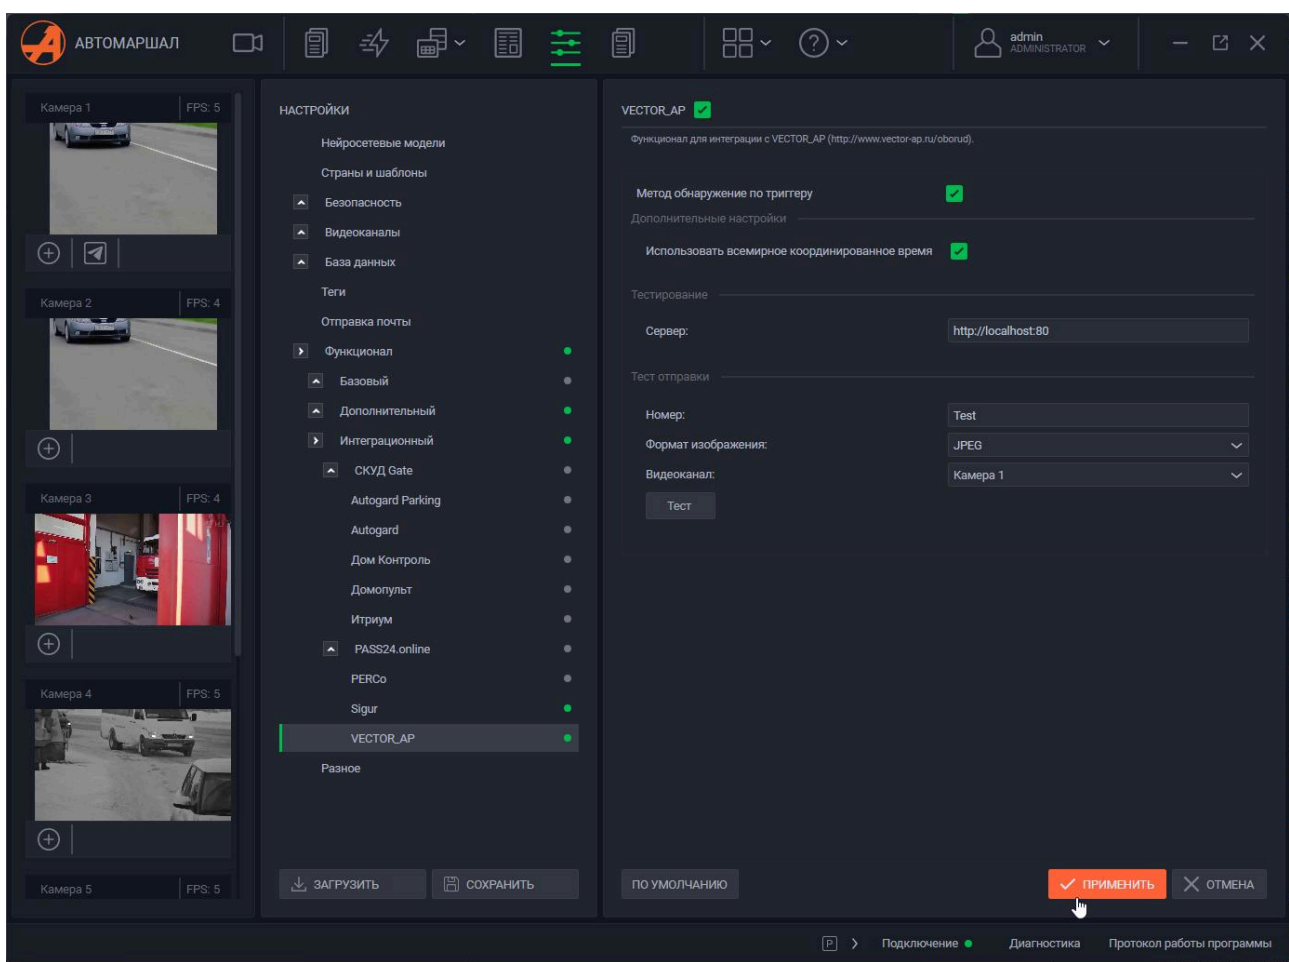 АВТОМАРШАЛ
admin
ADMINISTRATOR
Камера 1 FPS: 5
Камера 2 FPS: 4
Камера 3 FPS: 4
Камера 4 FPS: 5
Камера 5 FPS: 5
НАСТРОЙКИ
Нейросетевые модели
Страны и шаблоны
Безопасность
Видеоканалы
База данных
Теги
Отправка почты
Функционал
Базовый
Дополнительный
Интеграционный
СКУД Gate
Autogard Parking
Autogard
Дом Контроль
Домопульт
Итриум
PASS24.online
PERCo
Sigur
VECTOR_AP
Разное
ЗАГРУЗИТЬ СОХРАНИТЬ
VECTOR_AP
Функционал для интеграции с VECTOR_AP (http://www.vector-ap.ru/oborud).
Метод обнаружение по триггеру
Дополнительные настройки
Использовать всемирное координированное время
Тестирование
Сервер: http://localhost:80
Тест отправки
Номер: Test
Формат изображения: JPEG
Видеоканал: Камера 1
Тест
ПО УМОЛЧАНИЮ ПРИМЕНИТЬ ОТМЕНА
P Подключение Диагностика Протокол работы программы